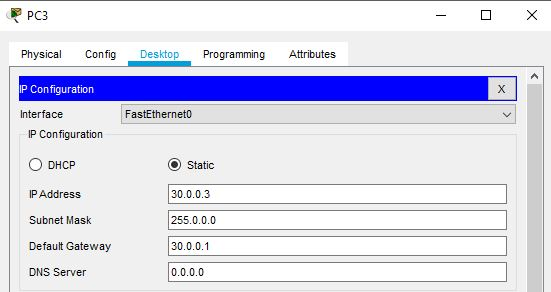 PC3
Physical Config Desktop Programming Attributes
IP Configuration X
Interface FastEthernet0
IP Configuration
DHCP Static
IP Address 30.0.0.3
Subnet Mask 255.0.0.0
Default Gateway 30.0.0.1
DNS Server 0.0.0.0